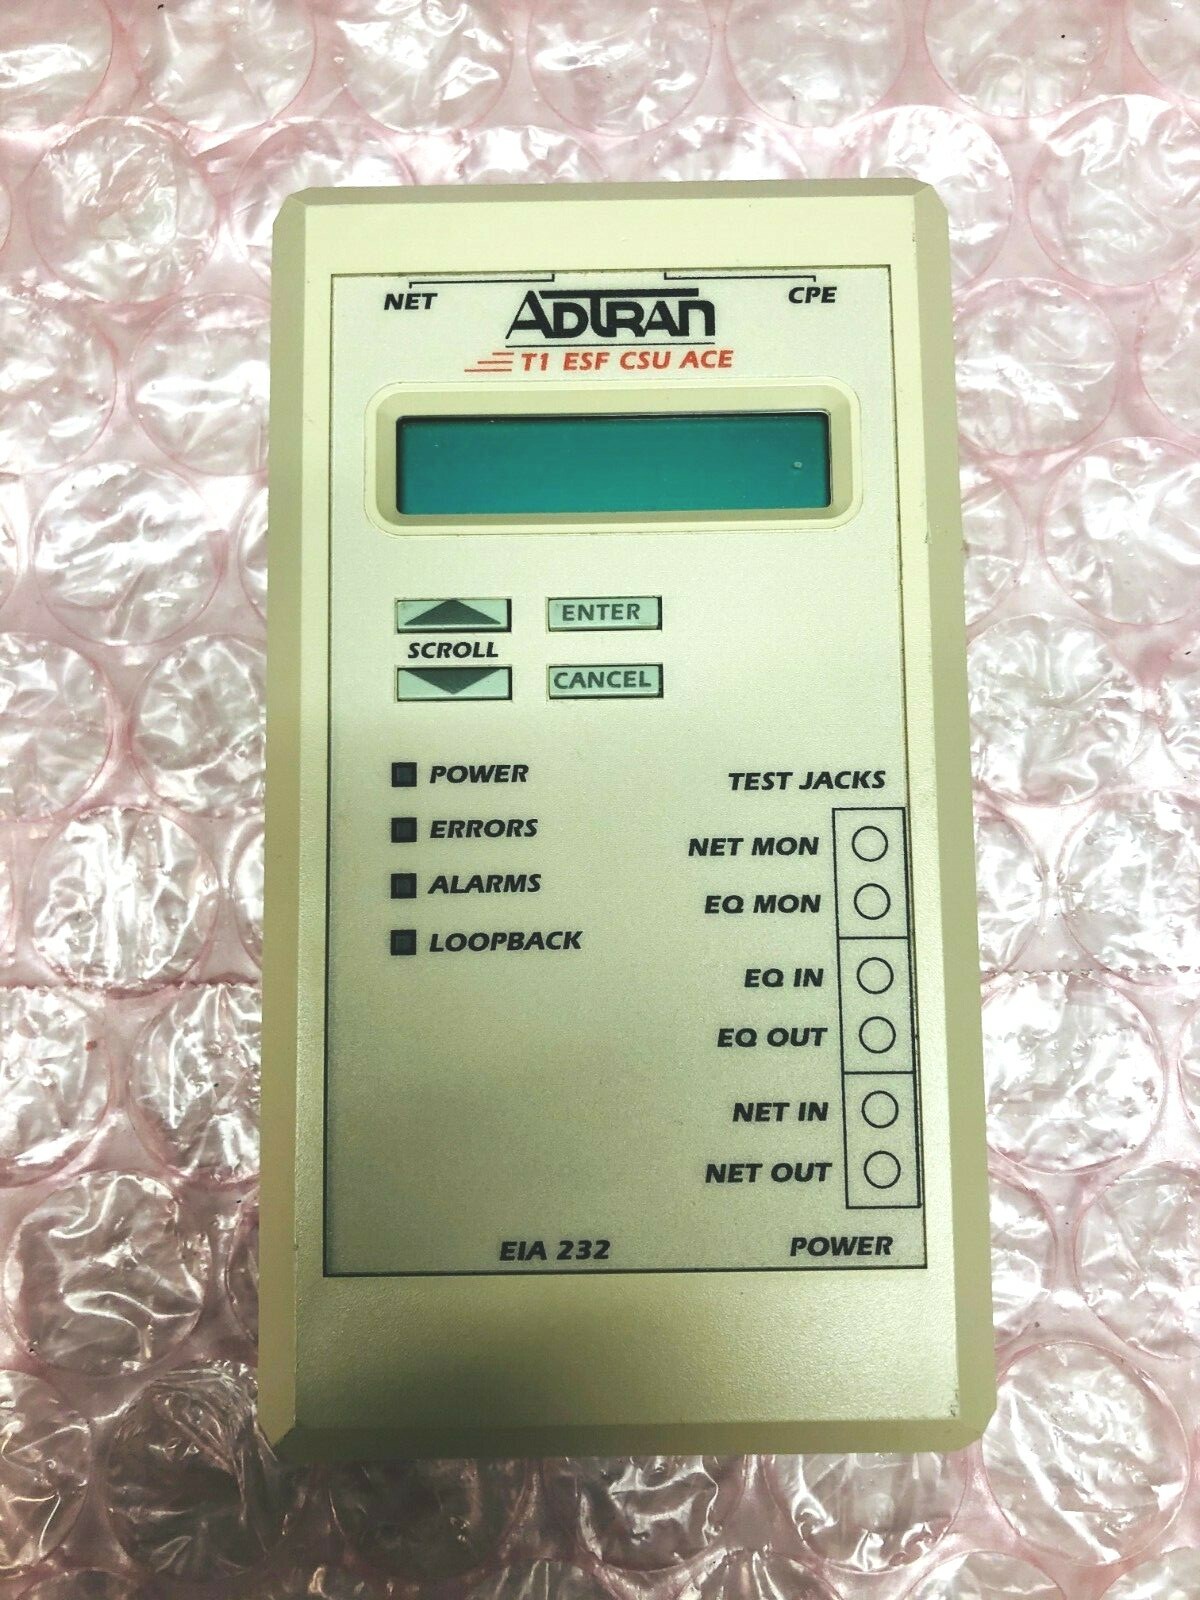 NET
CPE
ADTRAN
T1 ESF CSU ACE
ENTER
SCROLL
CANCEL
POWER
ERRORS
ALARMS
LOOPBACK
TEST JACKS
NET MON
EQ MON
EQ IN
EQ OUT
NET IN
NET OUT
EIA 232
POWER